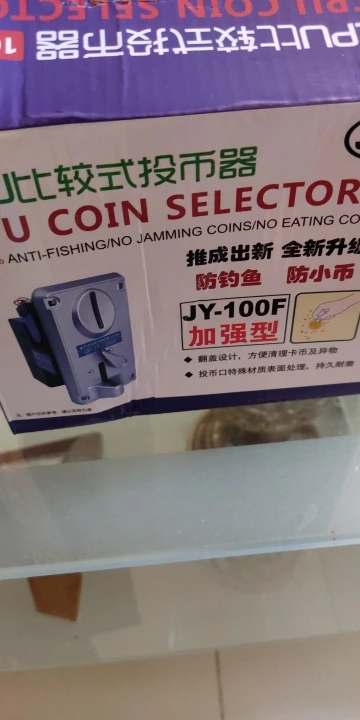 CPU比较式投币器
U比较式投币器
U COIN SELECTOR
ANTI-FISHING/NO JAMMING COINS/NO EATING CO
推成出新 全新升级
防钓鱼 防小币
JY-100F
加强型
◆ 翻盖设计，方便清理卡币及异物
◆ 投币口特殊材质表面处理，持久耐磨